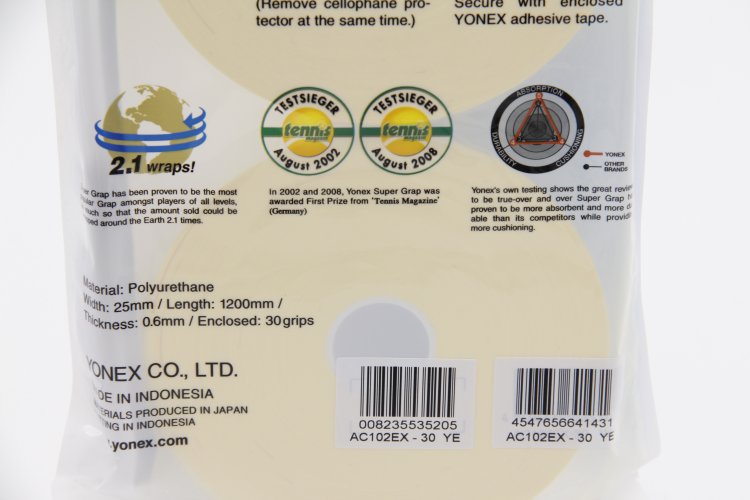 (Remove cellophane pro-
tector at the same time.)
Secure with enclosed
YONEX adhesive tape.
2.1 wraps!
TESTSIEGER
tennis
magazin
August 2002
TESTSIEGER
tennis
magazin
August 2008
ABSORPTION
DURABILITY
CUSHIONING
YONEX
OTHER
BRANDS
Grap has been proven to be the most
Grap amongst players of all levels,
much so that the amount sold could be
around the Earth 2.1 times.
In 2002 and 2008, Yonex Super Grap was
awarded First Prize from 'Tennis Magazine'
(Germany)
Yonex's own testing shows the great
to be true-over and over Super Grap
proven to be more absorbent and more
able than its competitors while
more cushioning.
Material: Polyurethane
Width: 25mm / Length: 1200mm /
Thickness: 0.6mm / Enclosed: 30grips
YONEX CO., LTD.
IN INDONESIA
MATERIALS PRODUCED IN JAPAN
IN INDONESIA
.yonex.com
008235535205
AC102EX - 30 YE
4547656641431
AC102EX - 30 YE